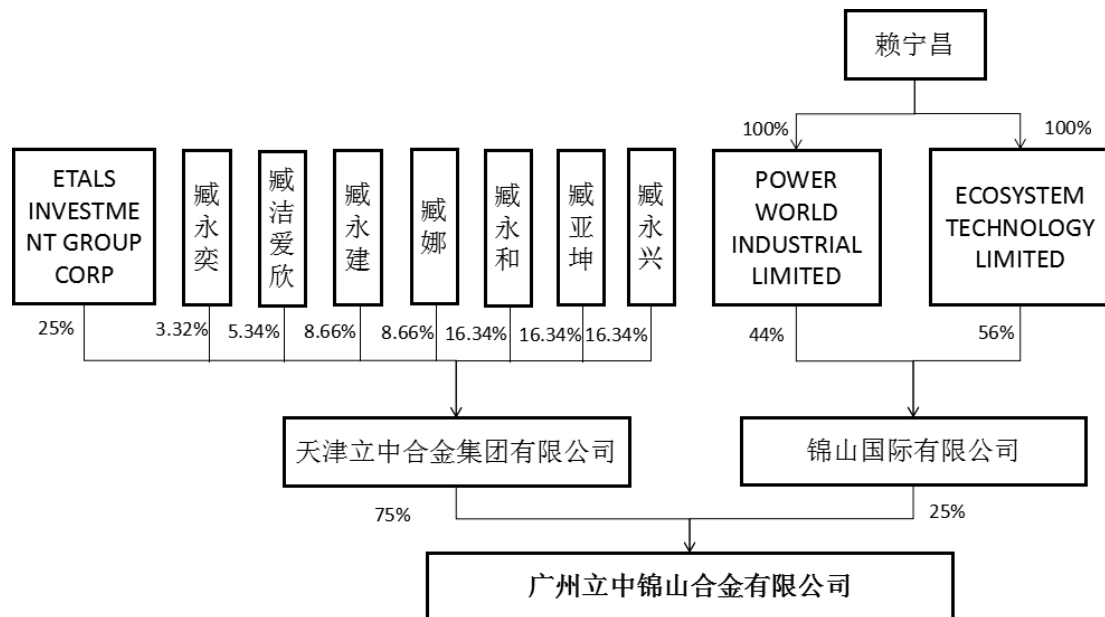 赖宁昌
100%
100%
ETALS
INVESTME
NT GROUP
CORP
臧永奕
臧洁爱欣
臧永建
臧娜
臧永和
臧亚坤
臧永兴
POWER
WORLD
INDUSTRIAL
LIMITED
ECOSYSTEM
TECHNOLOGY
LIMITED
25%
3.32%
5.34%
8.66%
8.66%
16.34%
16.34%
16.34%
44%
56%
天津立中合金集团有限公司
锦山国际有限公司
75%
25%
广州立中锦山合金有限公司